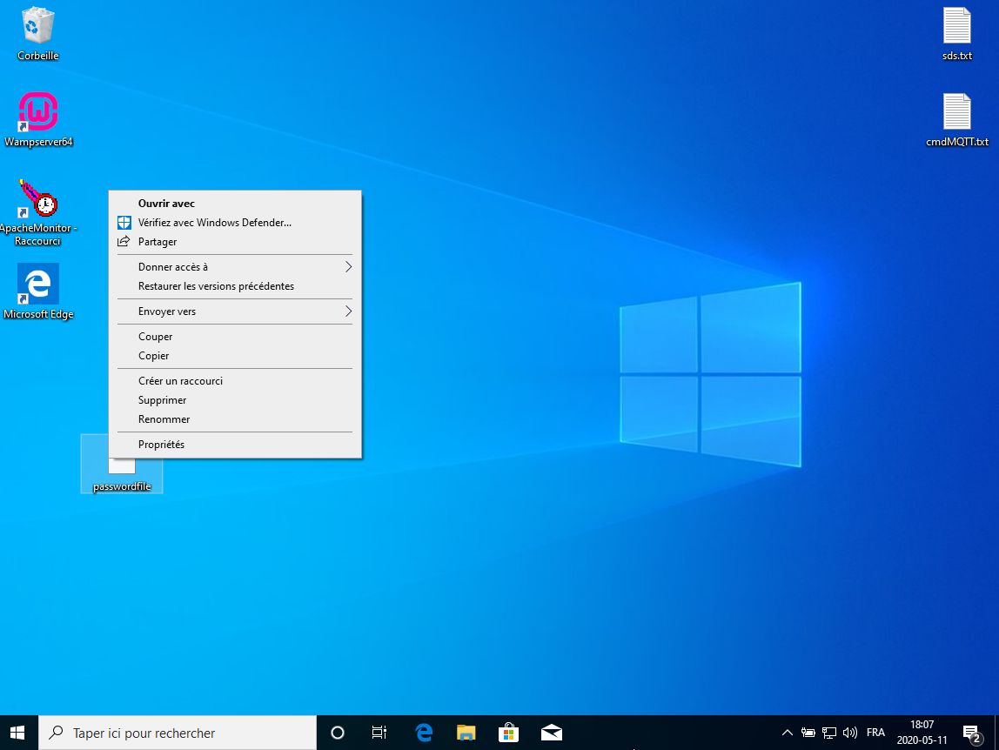 Corbeille
Wampserver64
ApacheMonitor -
Raccourci
Microsoft Edge
sds.txt
cmdMQTT.txt
Ouvrir avec
Vérifiez avec Windows Defender...
Partager
Donner accès à
Restaurer les versions précédentes
Envoyer vers
Couper
Copier
Créer un raccourci
Supprimer
Renommer
Propriétés
passwordfile
Taper ici pour rechercher
FRA
18:07
2020-05-11
2